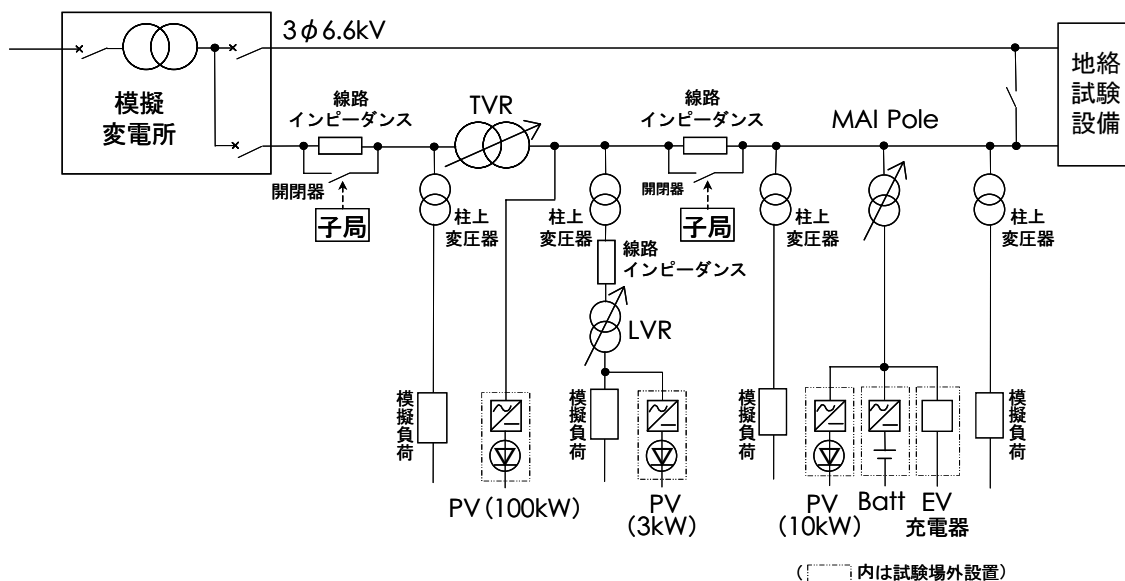 3φ6.6kV
模擬
変電所
線路
インピーダンス
TVR
線路
インピーダンス
MAI Pole
地絡
試験
設備
開閉器
子局
柱上
変圧器
柱上
変圧器
開閉器
子局
柱上
変圧器
柱上
変圧器
線路
インピーダンス
LVR
模擬負荷
模擬負荷
模擬負荷
模擬負荷
PV(100kW)
PV
(3kW)
PV
(10kW)
Batt
EV
充電器
( 内は試験場外設置)